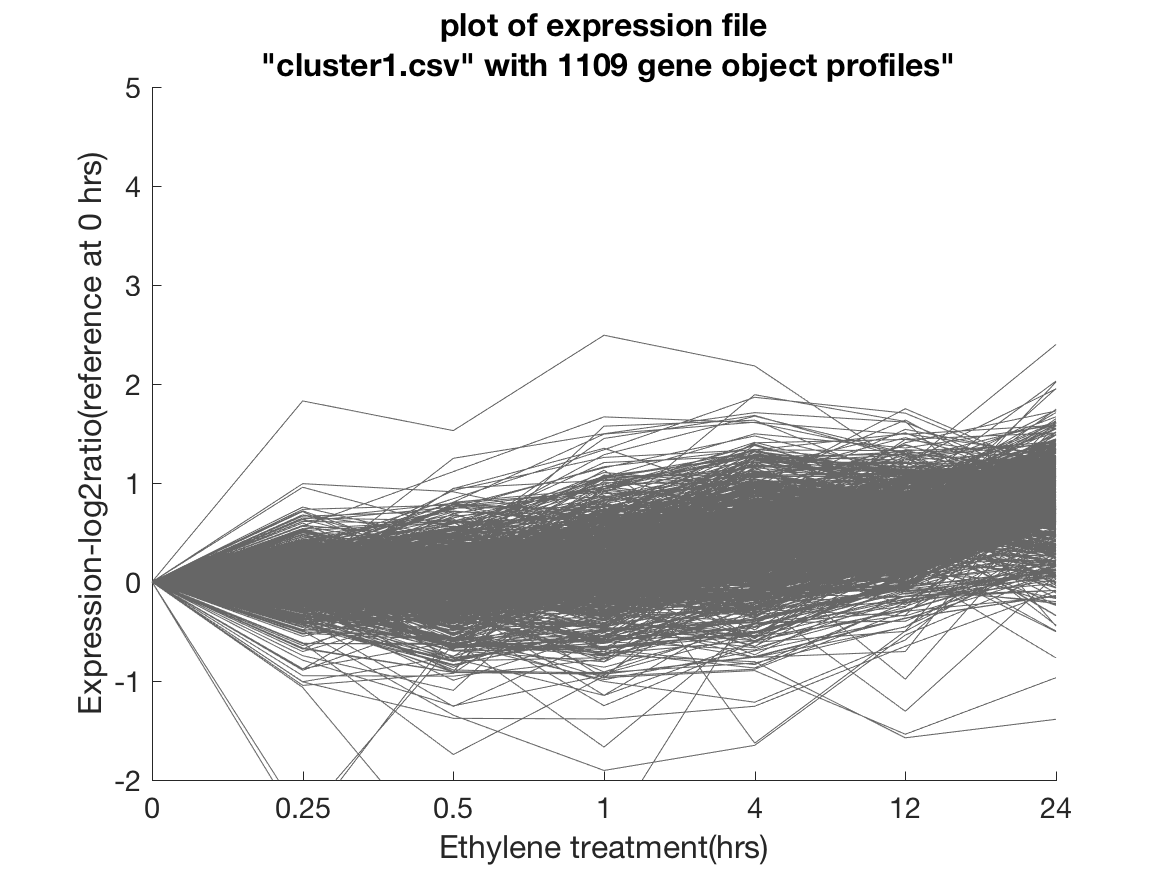 plot of expression file
"cluster1.csv" with 1109 gene object profiles"
Expression-log2ratio(reference at 0 hrs)
5
4
3
2
1
0
-1
-2
0 0.25 0.5 1 4 12 24
Ethylene treatment(hrs)